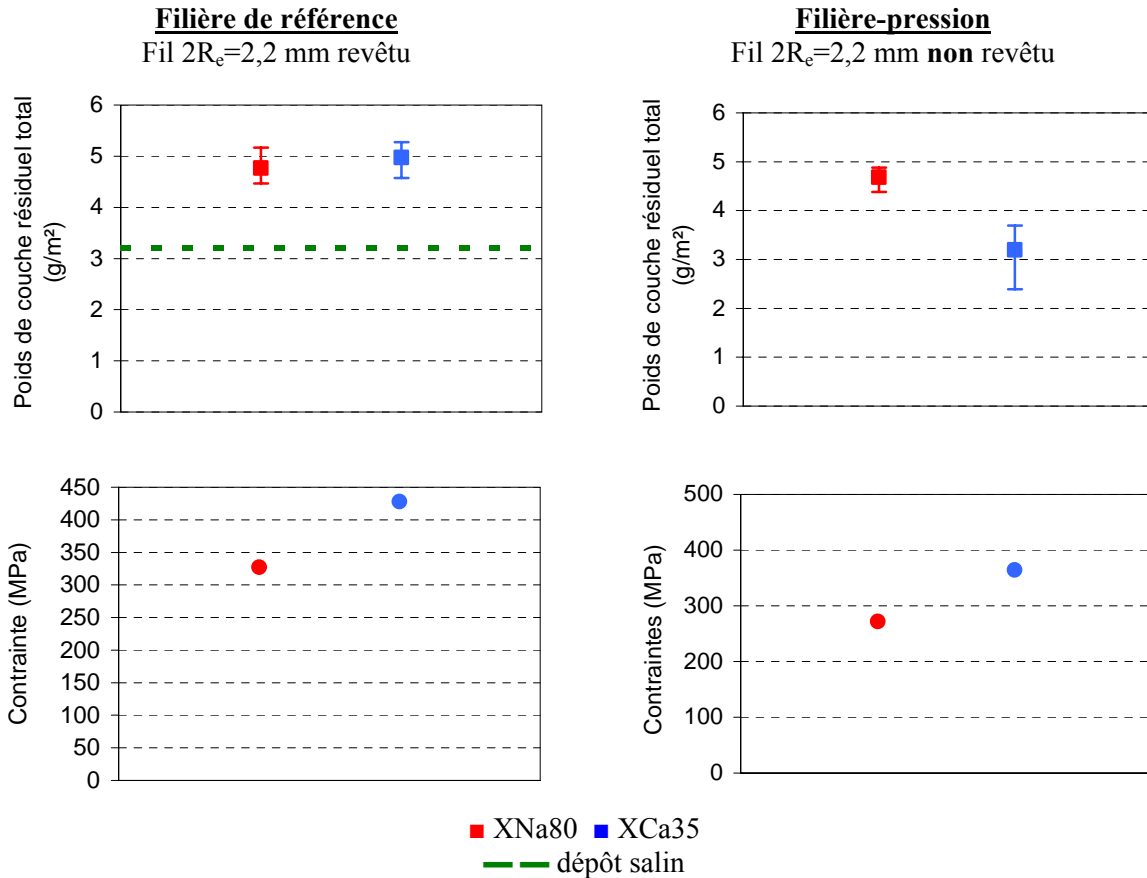 Filière de référence
Fil 2Re=2,2 mm revêtu
Filière-pression
Fil 2Re=2,2 mm non revêtu
Poids de couche résiduel total
(g/m²)
6
5
4
3
2
1
0
Poids de couche résiduel total
(g/m²)
6
5
4
3
2
1
0
Contrainte (MPa)
450
400
350
300
250
200
150
100
50
0
Contraintes (MPa)
500
400
300
200
100
0
XNa80 XCa35
dépôt salin